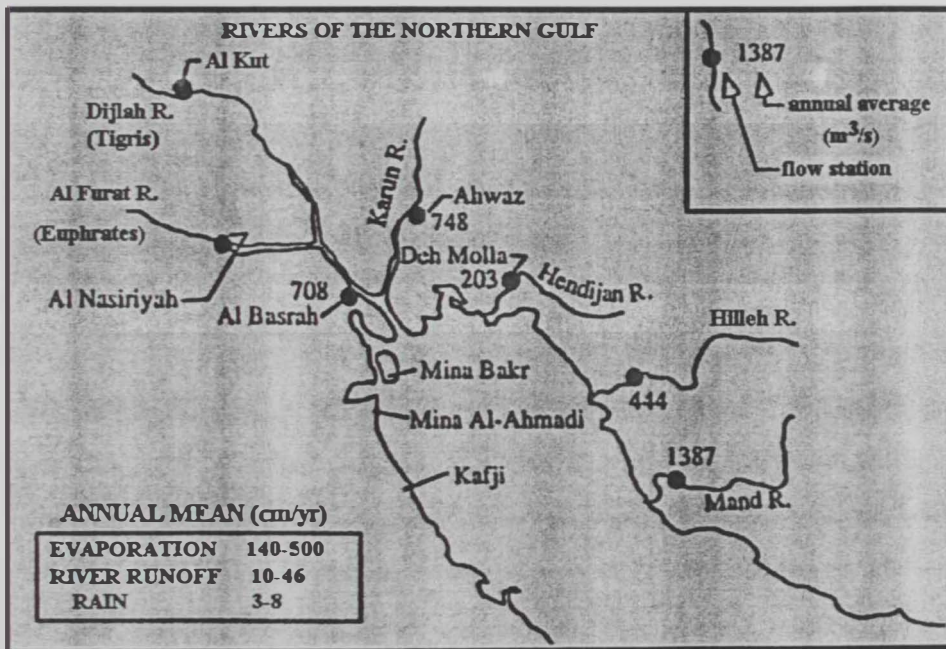 RIVERS OF THE NORTHERN GULF
1387
annual average
(m³/s)
flow station
Al Kut
Dijlah R.
(Tigris)
Karun R.
Al Furat R.
(Euphrates)
Ahwaz
748
Deh Molla
203
Hendijan R.
Al Nasiriyah
708
Al Basrah
Hilleh R.
Mina Bakr
444
Mina Al-Ahmadi
1387
Kafji
Mand R.
ANNUAL MEAN (cm/yr)
EVAPORATION 140-500
RIVER RUNOFF 10-46
RAIN 3-8